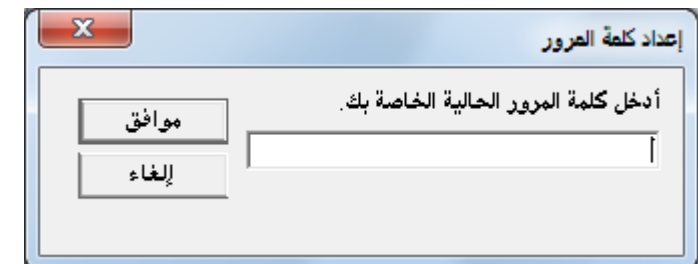 إعداد كلمة المرور
أدخل كلمة المرور الحالية الخاصة بك.
موافق
إلغاء